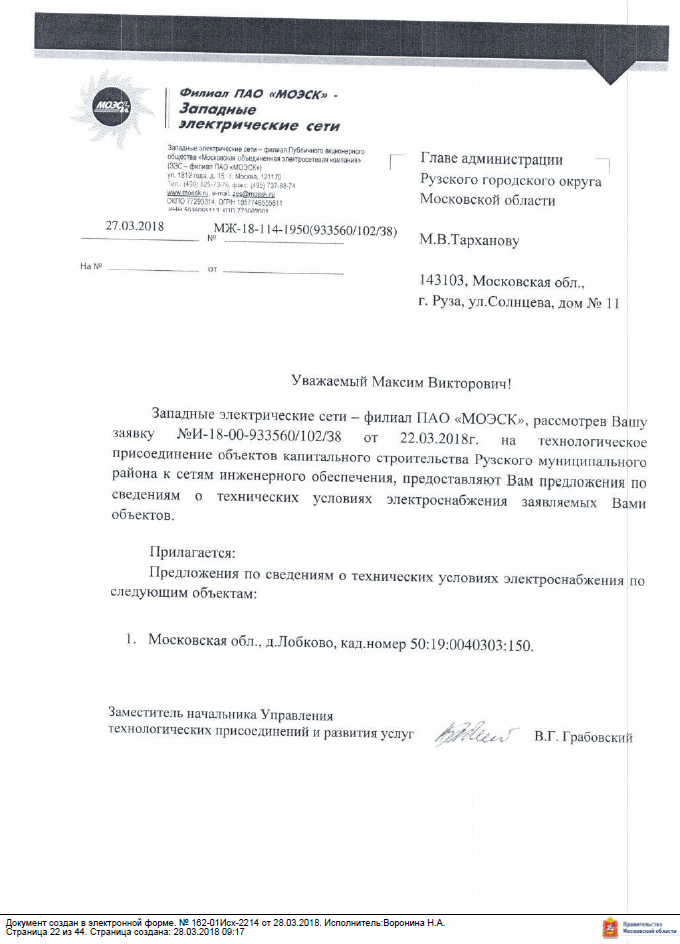 МОЭСК
Филиал ПАО «МОЭСК» -
Западные
электрические сети
Западные электрические сети – филиал Публичного акционерного
общества «Московская объединенная электросетевая компания»
(ЗЭС – филиал ПАО «МОЭСК»)
ул. 1812 года, д. 15, г. Москва, 121170
www.moesk.ru, e-mail: zes@moesk.ru
ОКПО 77293314, ОГРН 1057746555811
27.03.2018 № МЖ-18-114-1950(933560/102/38)
На № от
Главе администрации
Рузского городского округа
Московской области
М.В.Тарханову
143103, Московская обл.,
г. Руза, ул.Солнцева, дом № 11
Уважаемый Максим Викторович!
Западные электрические сети – филиал ПАО «МОЭСК», рассмотрев Вашу
заявку №И-18-00-933560/102/38 от 22.03.2018г. на технологическое
присоединение объектов капитального строительства Рузского муниципального
района к сетям инженерного обеспечения, предоставляют Вам предложения по
сведениям о технических условиях электроснабжения заявляемых Вами
объектов.
Прилагается:
Предложения по сведениям о технических условиях электроснабжения по
следующим объектам:
1. Московская обл., д.Лобково, кад.номер 50:19:0040303:150.
Заместитель начальника Управления
технологических присоединений и развития услуг В.Г. Грабовский
Документ создан в электронной форме. № 162-01Исх-2214 от 28.03.2018. Исполнитель:Воронина Н.А.
Страница 22 из 44. Страница создана: 28.03.2018 09:17
Правительство
Московской области